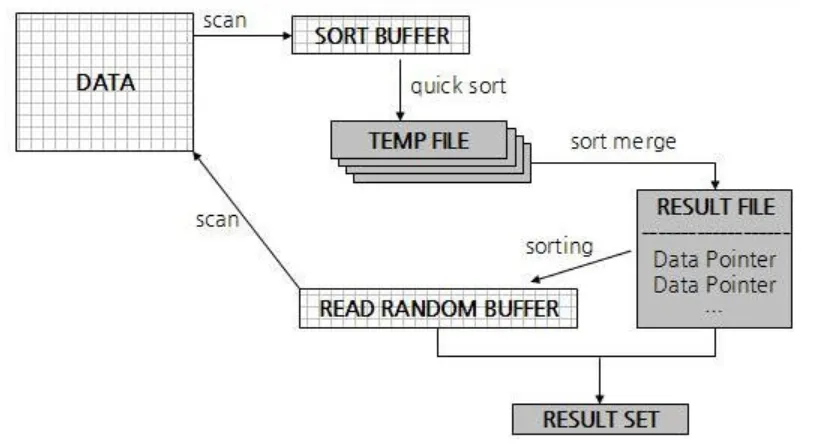 scan
SORT BUFFER
DATA
quick sort
TEMP FILE
sort merge
RESULT FILE
--------------------
scan
sorting
Data Pointer
Data Pointer
...
READ RANDOM BUFFER
RESULT SET